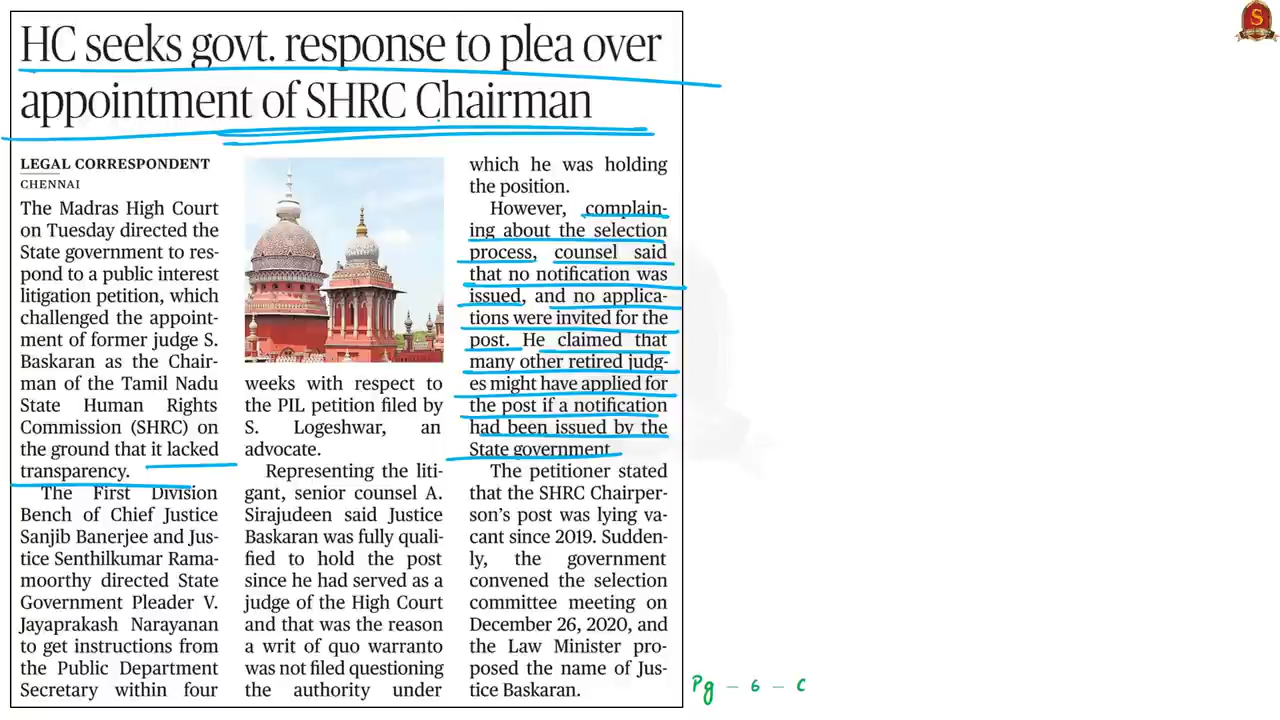 HC seeks govt. response to plea over
appointment of SHRC Chairman
LEGAL CORRESPONDENT
CHENNAI
The Madras High Court
on Tuesday directed the
State government to res-
pond to a public interest
litigation petition, which
challenged the appoint-
ment of former judge S.
Baskaran as the Chair-
man of the Tamil Nadu
State Human Rights
Commission (SHRC) on
the ground that it lacked
transparency.
The First Division
Bench of Chief Justice
Sanjib Banerjee and Jus-
tice Senthilkumar Rama-
moorthy directed State
Government Pleader V.
Jayaprakash Narayanan
to get instructions from
the Public Department
Secretary within four
weeks with respect to
the PIL petition filed by
S. Logeshwar, an
advocate.
Representing the liti-
gant, senior counsel A.
Sirajudeen said Justice
Baskaran was fully quali-
fied to hold the post
since he had served as a
judge of the High Court
and that was the reason
a writ of quo warranto
was not filed questioning
the authority under
which he was holding
the position.
However, complain-
ing about the selection
process, counsel said
that no notification was
issued, and no applica-
tions were invited for the
post. He claimed that
many other retired judg-
es might have applied for
the post if a notification
had been issued by the
State government.
The petitioner stated
that the SHRC Chairper-
son's post was lying va-
cant since 2019. Sudden-
ly, the government
convened the selection
committee meeting on
December 26, 2020, and
the Law Minister pro-
posed the name of Jus-
tice Baskaran.
Pg - 6 - C
S